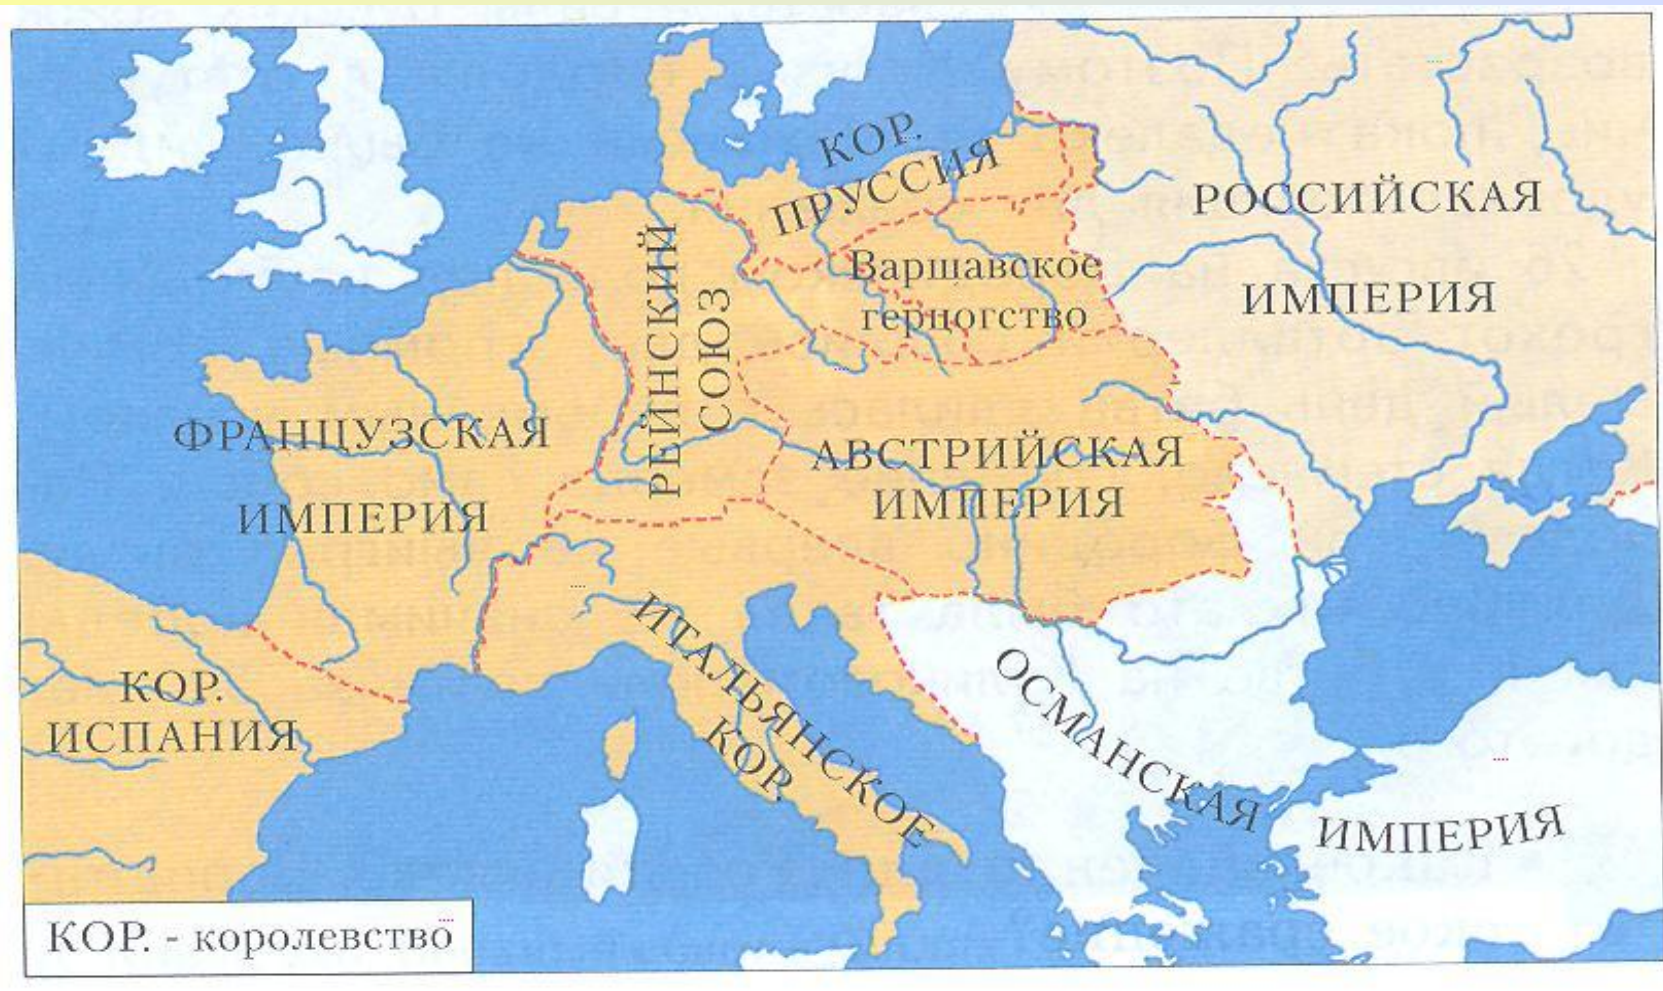 КОР.
ПРУССИЯ
РОССИЙСКАЯ
ИМПЕРИЯ
РЕЙНСКИЙ
СОЮЗ
Варшавское
герцогство
ФРАНЦУЗСКАЯ
ИМПЕРИЯ
АВСТРИЙСКАЯ
ИМПЕРИЯ
ИТАЛЬЯНСКОЕ
КОР.
КОР.
ИСПАНИЯ
ОСМАНСКАЯ
ИМПЕРИЯ
КОР. - королевство